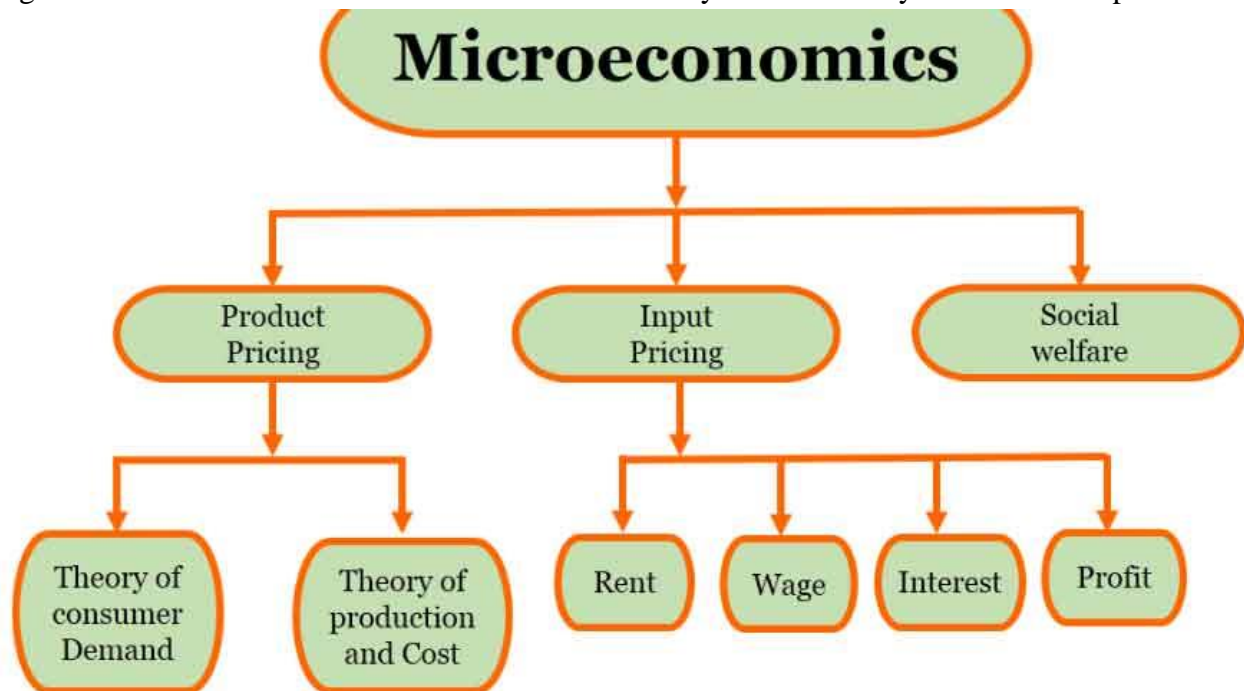 Microeconomics
Product
Pricing
Input
Pricing
Social
welfare
Theory of
consumer
Demand
Theory of
production
and Cost
Rent
Wage
Interest
Profit